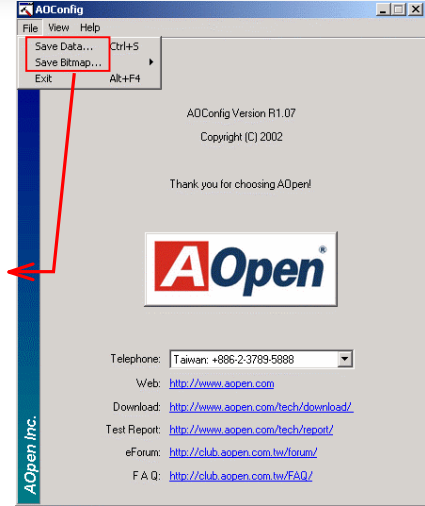 AOConfig
File View Help
Save Data... Ctrl+S
Save Bitmap...
Exit Alt+F4
AOConfig Version R1.07
Copyright (C) 2002
Thank you for choosing AOpen!
AOpen®
Telephone: Taiwan: +886-2-3789-5888
Web: http://www.aopen.com
Download: http://www.aopen.com/tech/download/
Test Report: http://www.aopen.com/tech/report/
eForum: http://club.aopen.com.tw/forum/
F A Q: http://club.aopen.com.tw/FAQ/
AOpen Inc.